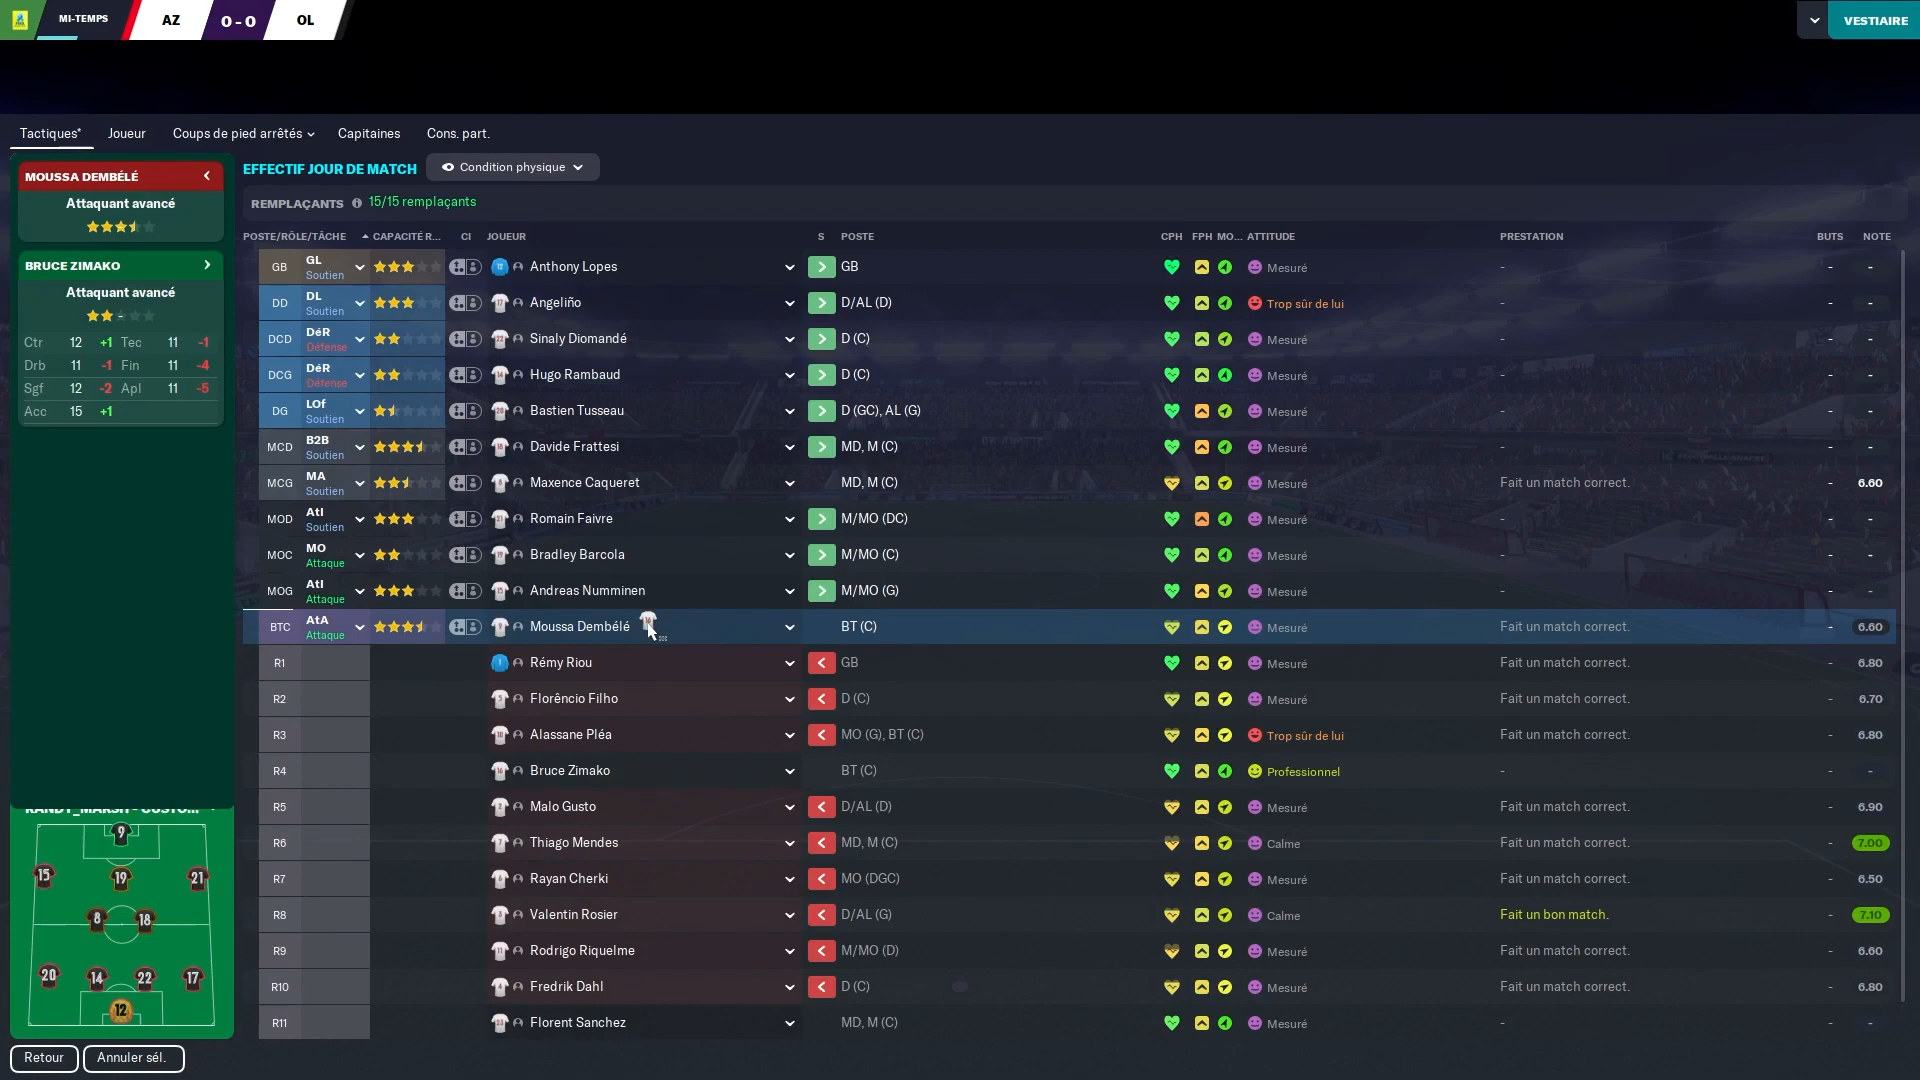 MI-TEMPS AZ 0 - 0 OL VESTIAIRE
Tactiques* Joueur Coups de pied arrêtés Capitaines Cons. part.
MOUSSA DEMBÉLÉ
Attaquant avancé
BRUCE ZIMAKO
Attaquant avancé
Ctr 12 +1 Tec 11 -1
Drb 11 -1 Fin 11 -4
Sgf 12 -2 Apl 11 -5
Acc 15 +1
EFFECTIF JOUR DE MATCH Condition physique
REMPLAÇANTS 15/15 remplaçants
POSTE/RÔLE/TÂCHE CAPACITÉ R... CI JOUEUR S POSTE CPH FPH MO... ATTITUDE PRESTATION BUTS NOTE
GB GL Soutien Anthony Lopes GB Mesuré - - -
DD DL Soutien Angeliño D/AL (D) Trop sûr de lui - - -
DCD DéR Défense Sinaly Diomandé D (C) Mesuré - - -
DCG DéR Défense Hugo Rambaud D (C) Mesuré - - -
DG LOf Soutien Bastien Tusseau D (GC), AL (G) Mesuré - - -
MCD B2B Soutien Davide Frattesi MD, M (C) Mesuré - - -
MCG MA Soutien Maxence Caqueret MD, M (C) Mesuré Fait un match correct. - 6.60
MOD AtI Soutien Romain Faivre M/MO (DC) Mesuré - - -
MOC MO Attaque Bradley Barcola M/MO (C) Mesuré - - -
MOG AtI Attaque Andreas Numminen M/MO (G) Mesuré - - -
BTC AtA Attaque Moussa Dembélé BT (C) Mesuré Fait un match correct. - 6.60
R1 Rémy Riou GB Mesuré Fait un match correct. - 6.80
R2 Florêncio Filho D (C) Mesuré Fait un match correct. - 6.70
R3 Alassane Pléa MO (G), BT (C) Trop sûr de lui Fait un match correct. - 6.80
R4 Bruce Zimako BT (C) Professionnel - - -
R5 Malo Gusto D/AL (D) Mesuré Fait un match correct. - 6.90
R6 Thiago Mendes MD, M (C) Calme Fait un match correct. - 7.00
R7 Rayan Cherki MO (DGC) Mesuré Fait un match correct. - 6.50
R8 Valentin Rosier D/AL (G) Calme Fait un bon match. - 7.10
R9 Rodrigo Riquelme M/MO (D) Mesuré Fait un match correct. - 6.60
R10 Fredrik Dahl D (C) Mesuré Fait un match correct. - 6.80
R11 Florent Sanchez MD, M (C) Mesuré - - -
9
15 19 21
8 18
20 14 22 17
12
Retour Annuler sél.